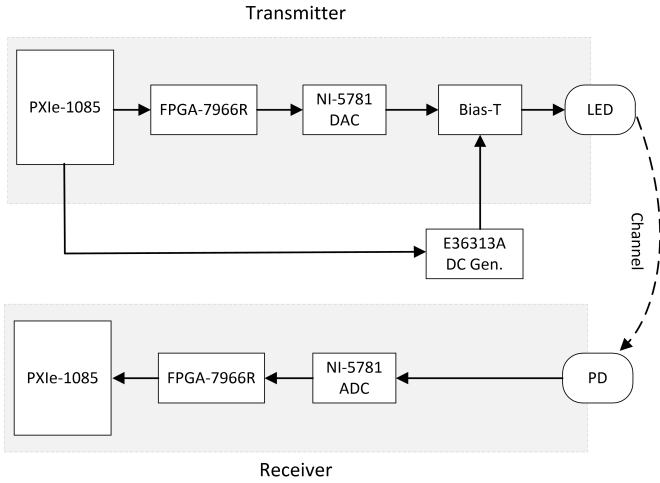 Transmitter
PXIe-1085
FPGA-7966R
NI-5781
DAC
Bias-T
LED
Channel
E36313A
DC Gen.
PXIe-1085
FPGA-7966R
NI-5781
ADC
PD
Receiver